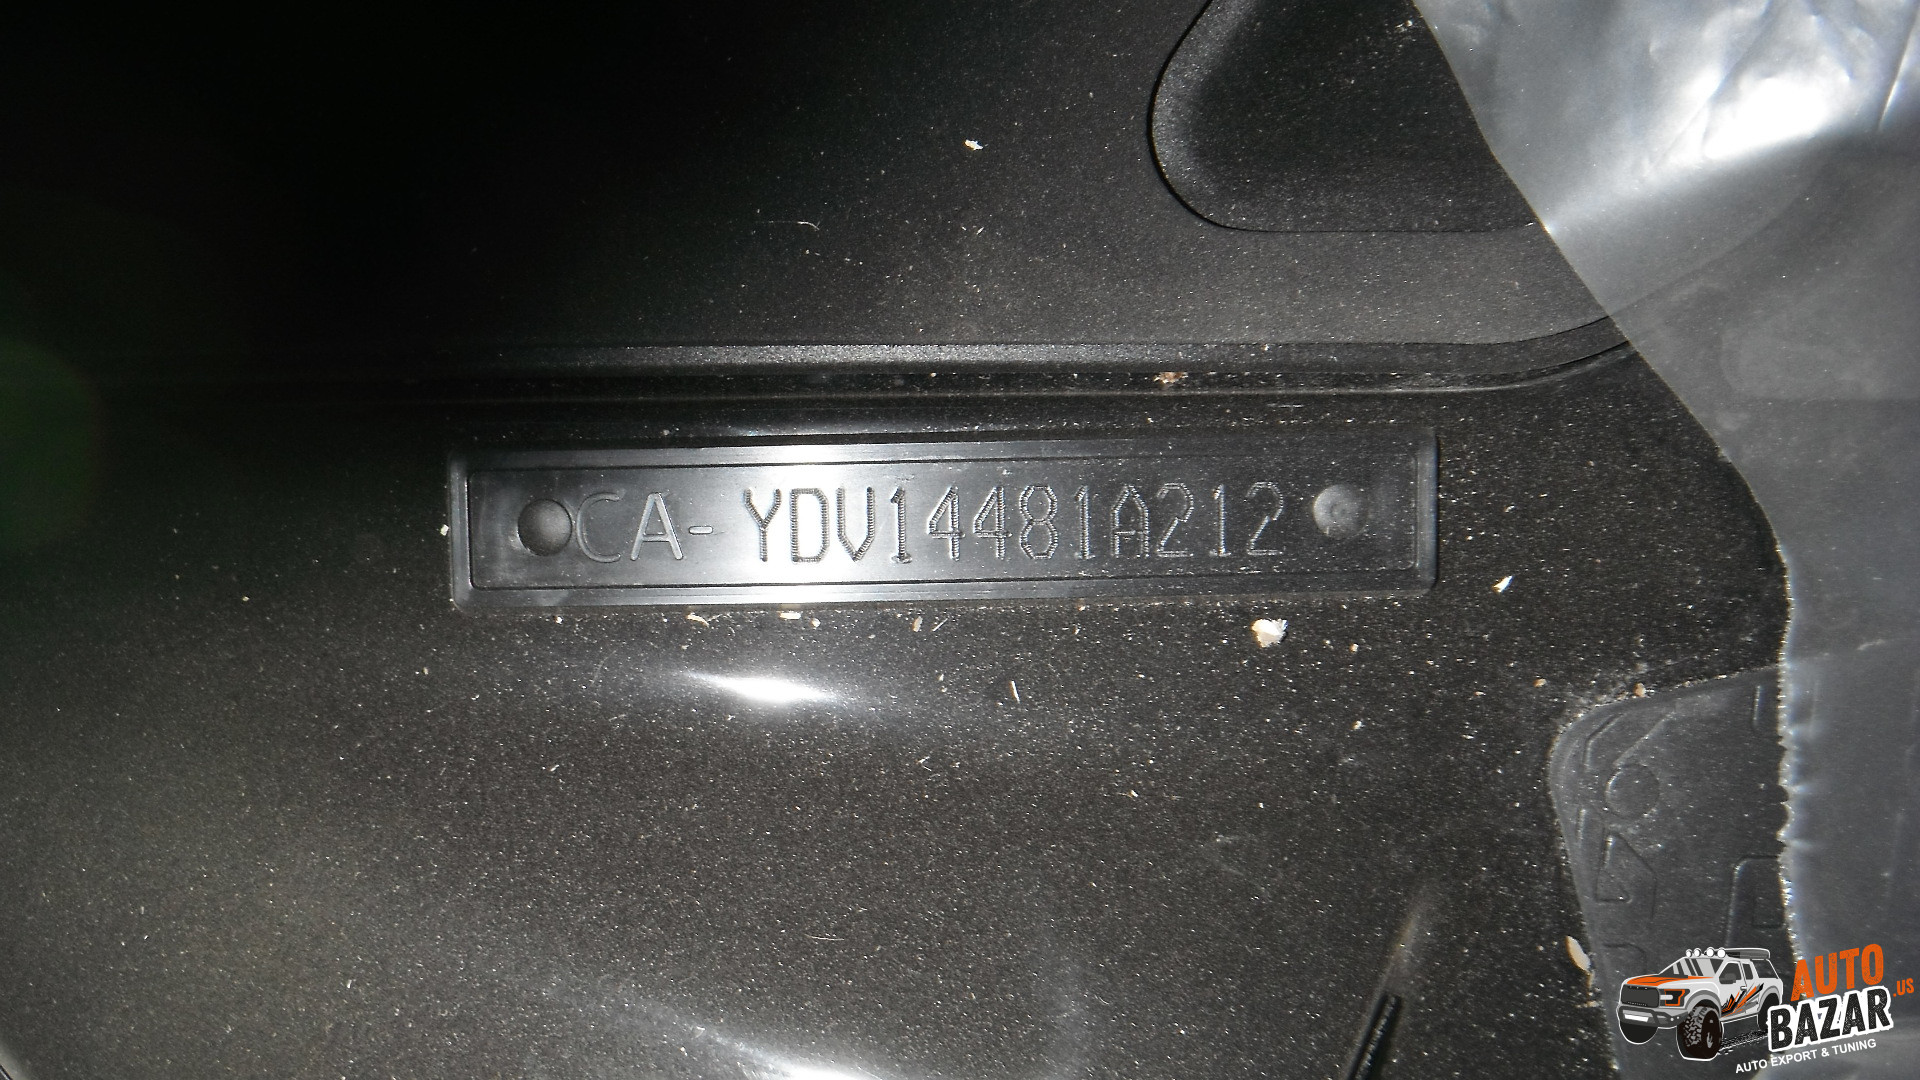 CA- YDV14481A212
AUTO
BAZAR.US
AUTO EXPORT & TUNING